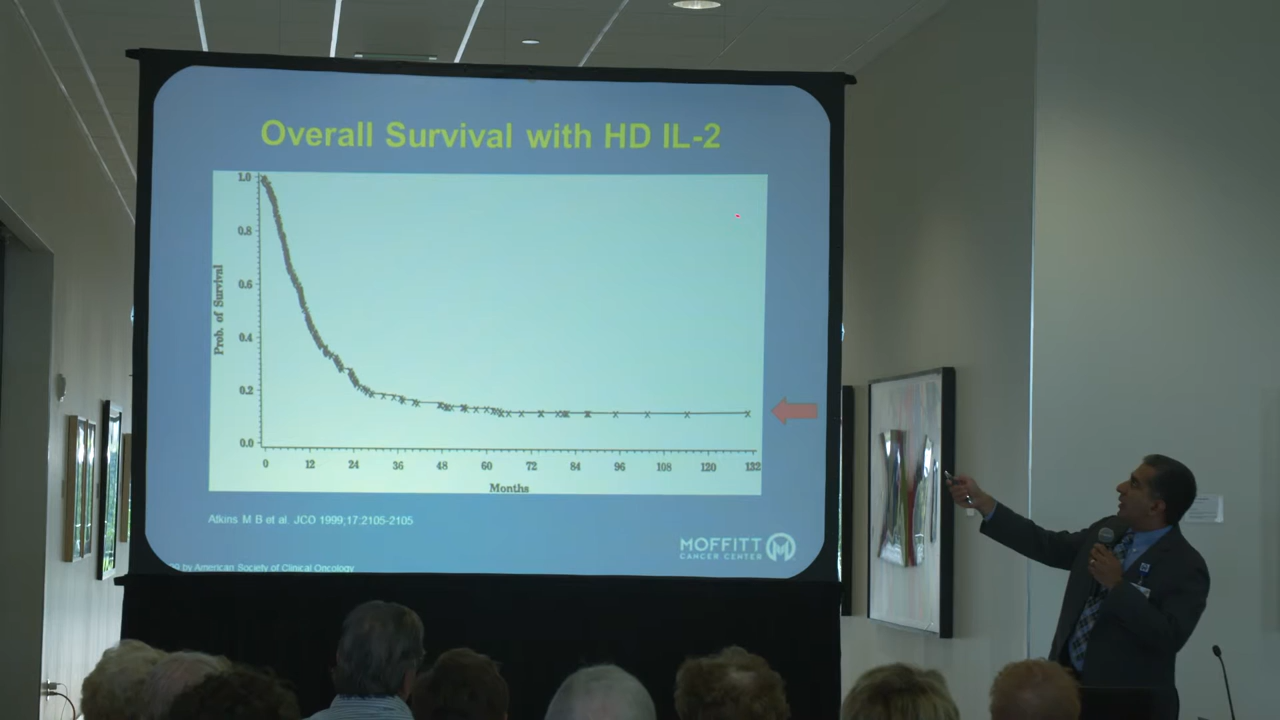 Overall Survival with HD IL-2
1.0
0.8
0.6
0.4
0.2
0.0
Prob. of Survival
0 12 24 36 48 60 72 84 96 108 120 132
Months
Atkins M B et al. JCO 1999;17:2105-2105
MOFFITT
CANCER CENTER
by American Society of Clinical Oncology